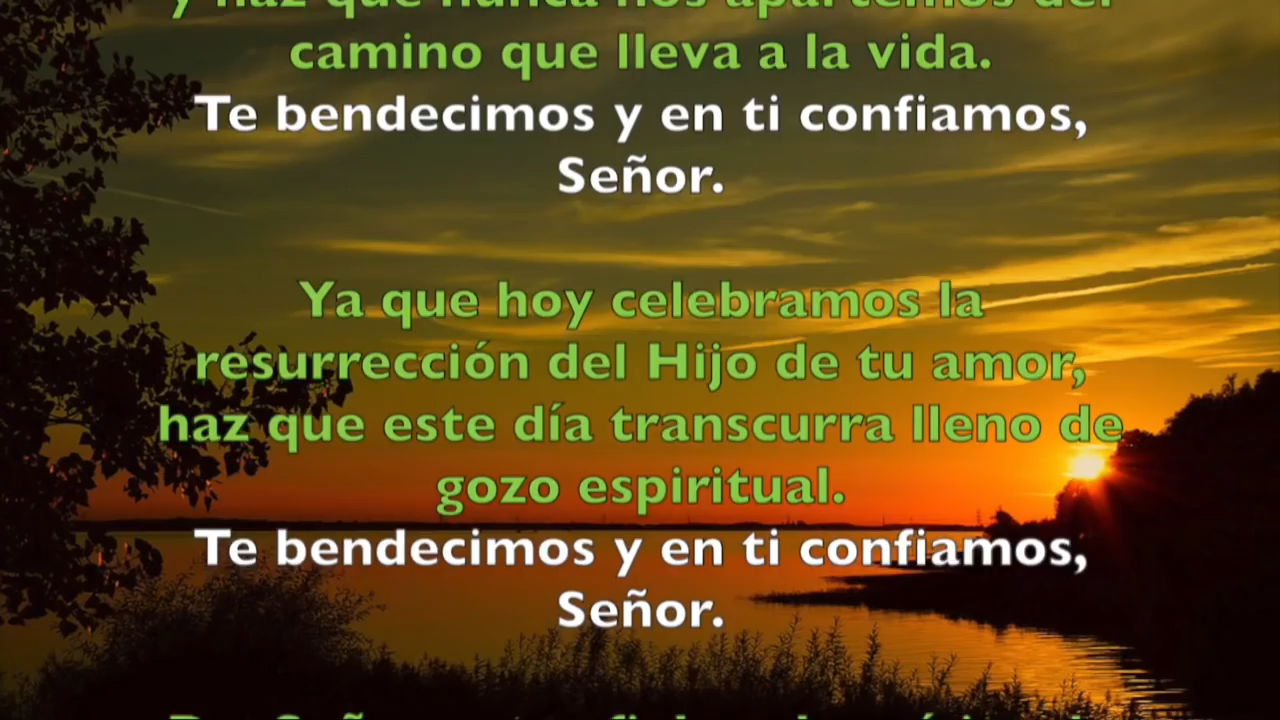 y haz que nunca nos apartemos del
camino que lleva a la vida.
Te bendecimos y en ti confiamos,
Señor.
Ya que hoy celebramos la
resurrección del Hijo de tu amor,
haz que este día transcurra lleno de
gozo espiritual.
Te bendecimos y en ti confiamos,
Señor.